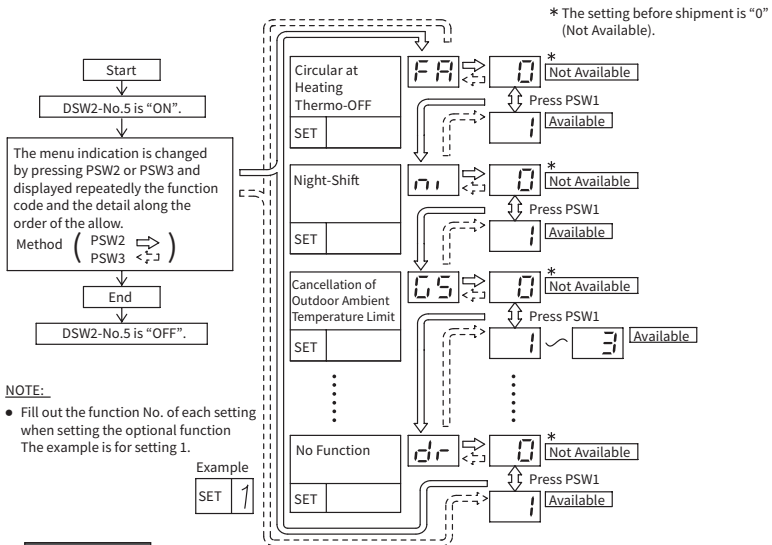 * The setting before shipment is “0”
(Not Available).
Start
DSW2-No.5 is “ON”.
The menu indication is changed
by pressing PSW2 or PSW3 and
displayed repeatedly the function
code and the detail along the
order of the allow.
Method ( PSW2
PSW3 )
End
DSW2-No.5 is “OFF”.
NOTE:
● Fill out the function No. of each setting
when setting the optional function
The example is for setting 1.
Example
SET 1
Circular at
Heating
Thermo-OFF
SET
FA
0
*
Not Available
Press PSW1
1
Available
Night-Shift
SET
ni
0
*
Not Available
Press PSW1
1
Available
Cancellation of
Outdoor Ambient
Temperature Limit
SET
GS
0
*
Not Available
Press PSW1
1 ~ 3
Available
No Function
SET
dr
0
*
Not Available
Press PSW1
1
Available